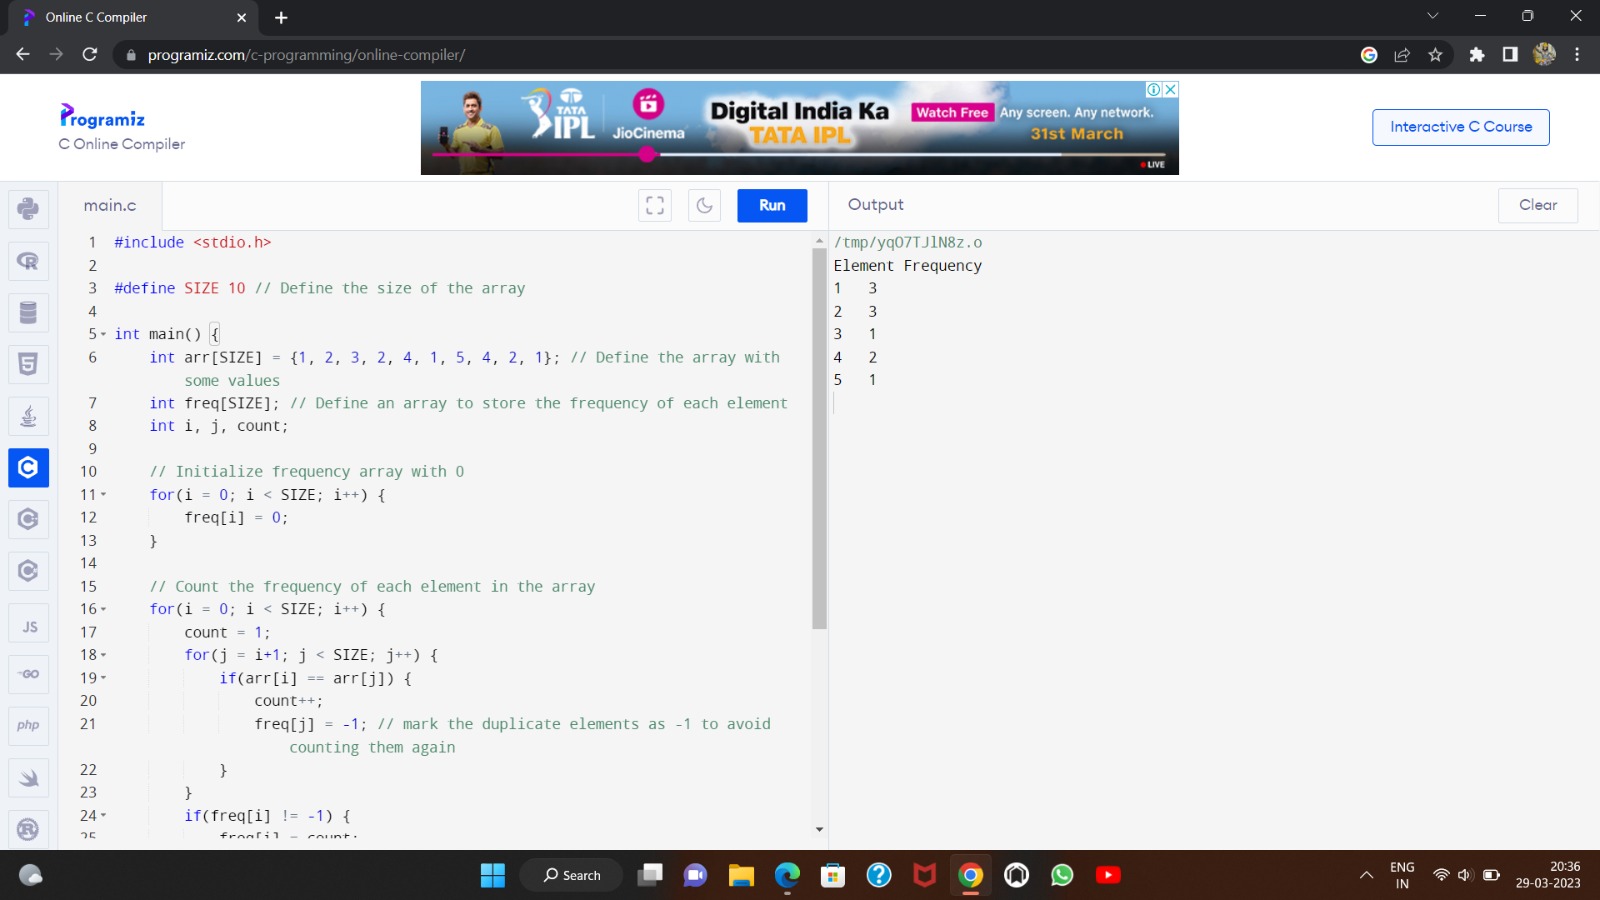 Online C Compiler
programiz.com/c-programming/online-compiler/
Programiz
C Online Compiler
TATA
IPL
JioCinema
Digital India Ka
TATA IPL
Watch Free
Any screen. Any network.
31st March
LIVE
Interactive C Course
main.c
Run
Output
Clear
1 #include <stdio.h>
2
3 #define SIZE 10 // Define the size of the array
4
5 int main() {
6 int arr[SIZE] = {1, 2, 3, 2, 4, 1, 5, 4, 2, 1}; // Define the array with
some values
7 int freq[SIZE]; // Define an array to store the frequency of each element
8 int i, j, count;
9
10 // Initialize frequency array with 0
11 for(i = 0; i < SIZE; i++) {
12 freq[i] = 0;
13 }
14
15 // Count the frequency of each element in the array
16 for(i = 0; i < SIZE; i++) {
17 count = 1;
18 for(j = i+1; j < SIZE; j++) {
19 if(arr[i] == arr[j]) {
20 count++;
21 freq[j] = -1; // mark the duplicate elements as -1 to avoid
counting them again
22 }
23 }
24 if(freq[i] != -1) {
25 freq[i] = count;
/tmp/yqO7TJlN8z.o
Element Frequency
1 3
2 3
3 1
4 2
5 1
JS
GO
php
Search
ENG
IN
20:36
29-03-2023